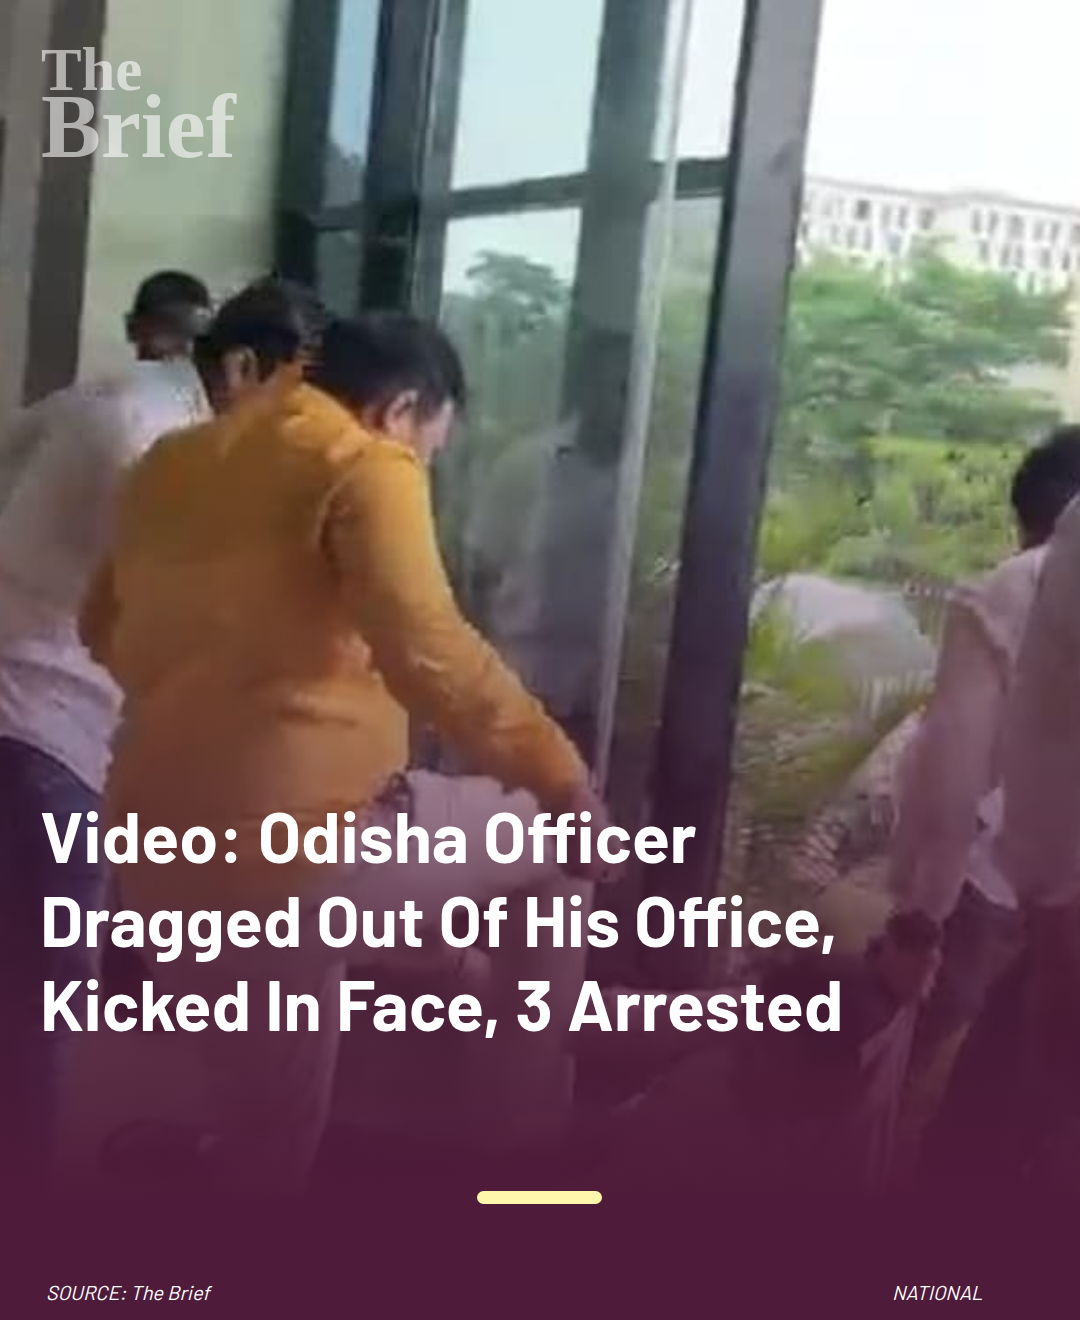 The
Brief
Video: Odisha Officer
Dragged Out Of His Office,
Kicked In Face, 3 Arrested
SOURCE: The Brief
NATIONAL